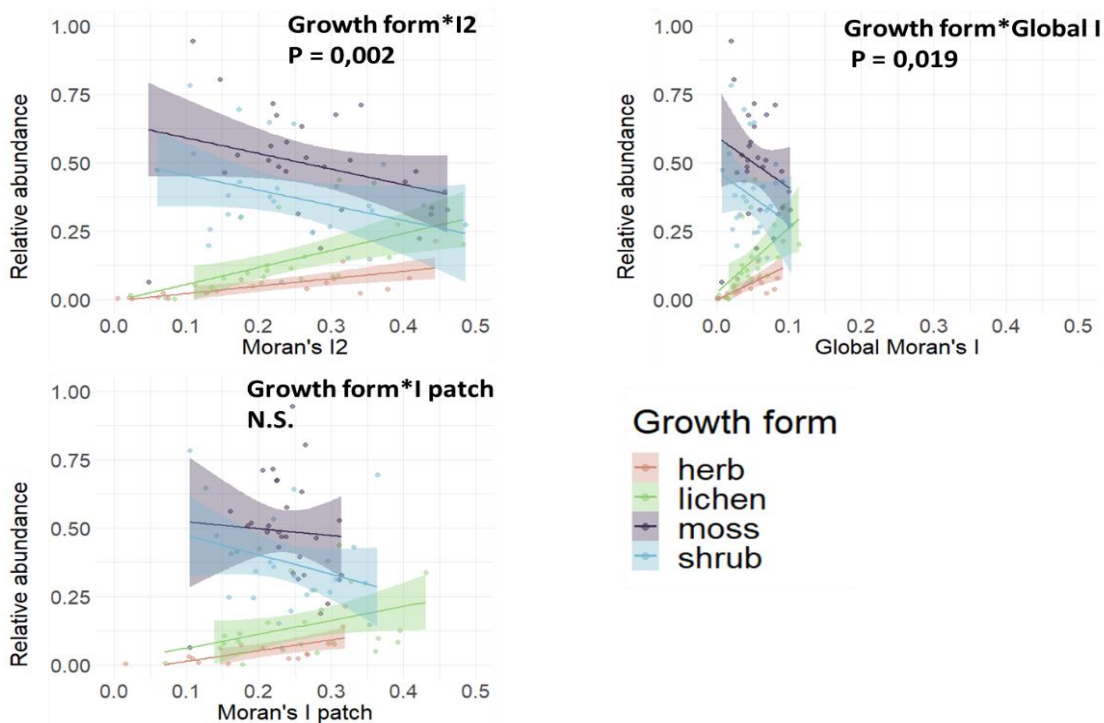 Growth form*I2
P = 0,002
1.00
0.75
0.50
0.25
0.00
Relative abundance
0.0 0.1 0.2 0.3 0.4 0.5
Moran's I2
Growth form*Global I
P = 0,019
1.00
0.75
0.50
0.25
0.00
Relative abundance
0.0 0.1 0.2 0.3 0.4 0.5
Global Moran's I
Growth form*I patch
N.S.
1.00
0.75
0.50
0.25
0.00
Relative abundance
0.0 0.1 0.2 0.3 0.4 0.5
Moran's I patch
Growth form
herb
lichen
moss
shrub